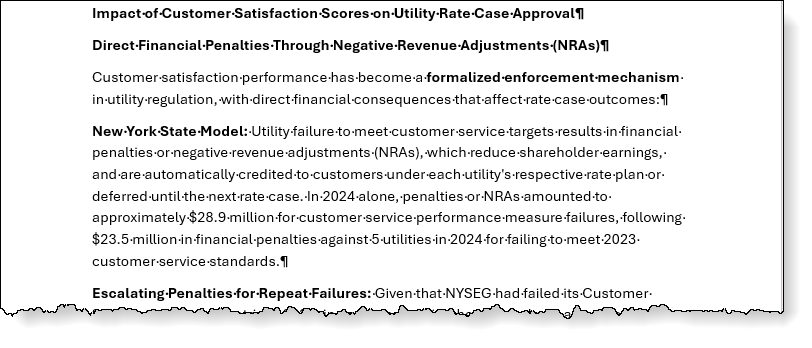 Impact·of·Customer·Satisfaction·Scores·on·Utility·Rate·Case·Approval¶
Direct·Financial·Penalties·Through·Negative·Revenue·Adjustments·(NRAs)¶
Customer·satisfaction·performance·has·become·a·formalized·enforcement·mechanism·
in·utility·regulation,·with·direct·financial·consequences·that·affect·rate·case·outcomes:¶
New·York·State·Model:·Utility·failure·to·meet·customer·service·targets·results·in·financial·
penalties·or·negative·revenue·adjustments·(NRAs),·which·reduce·shareholder·earnings,·
and·are·automatically·credited·to·customers·under·each·utility's·respective·rate·plan·or·
deferred·until·the·next·rate·case.·In·2024·alone,·penalties·or·NRAs·amounted·to·
approximately·$28.9·million·for·customer·service·performance·measure·failures,·following·
$23.5·million·in·financial·penalties·against·5·utilities·in·2024·for·failing·to·meet·2023·
customer·service·standards.¶
Escalating·Penalties·for·Repeat·Failures:·Given·that·NYSEG·had·failed·its·Customer·